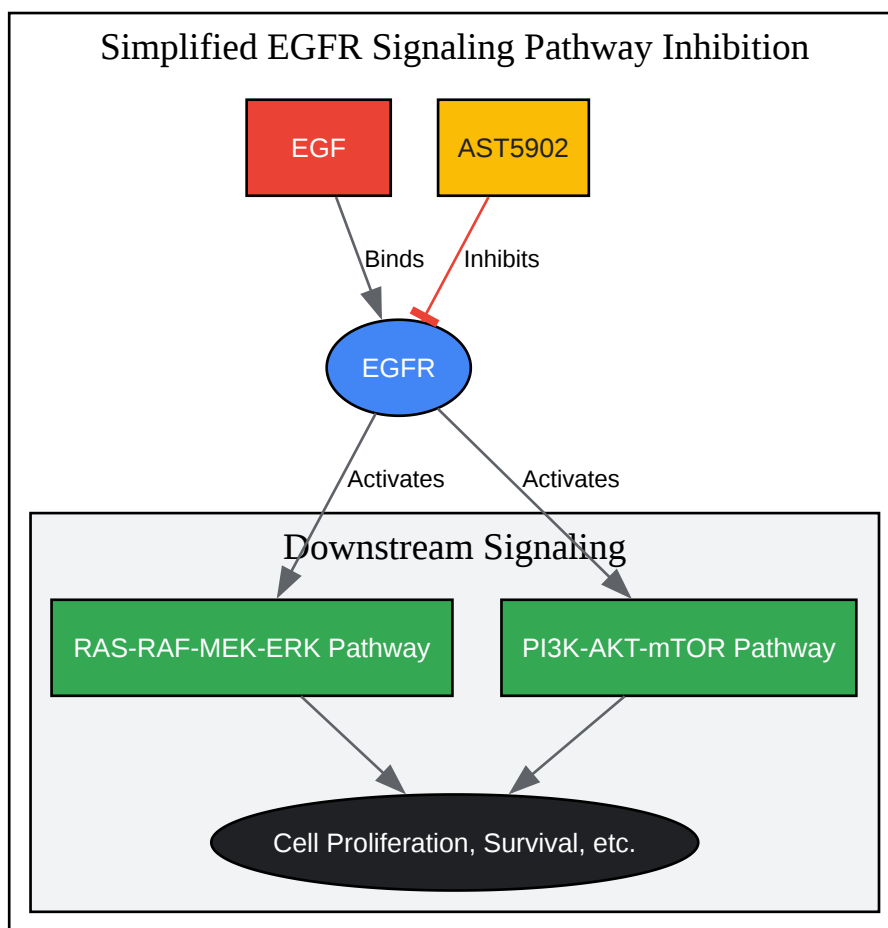 Simplified EGFR Signaling Pathway Inhibition
EGF
AST5902
Binds
Inhibits
EGFR
Activates
Activates
Downstream Signaling
RAS-RAF-MEK-ERK Pathway
PI3K-AKT-mTOR Pathway
Cell Proliferation, Survival, etc.